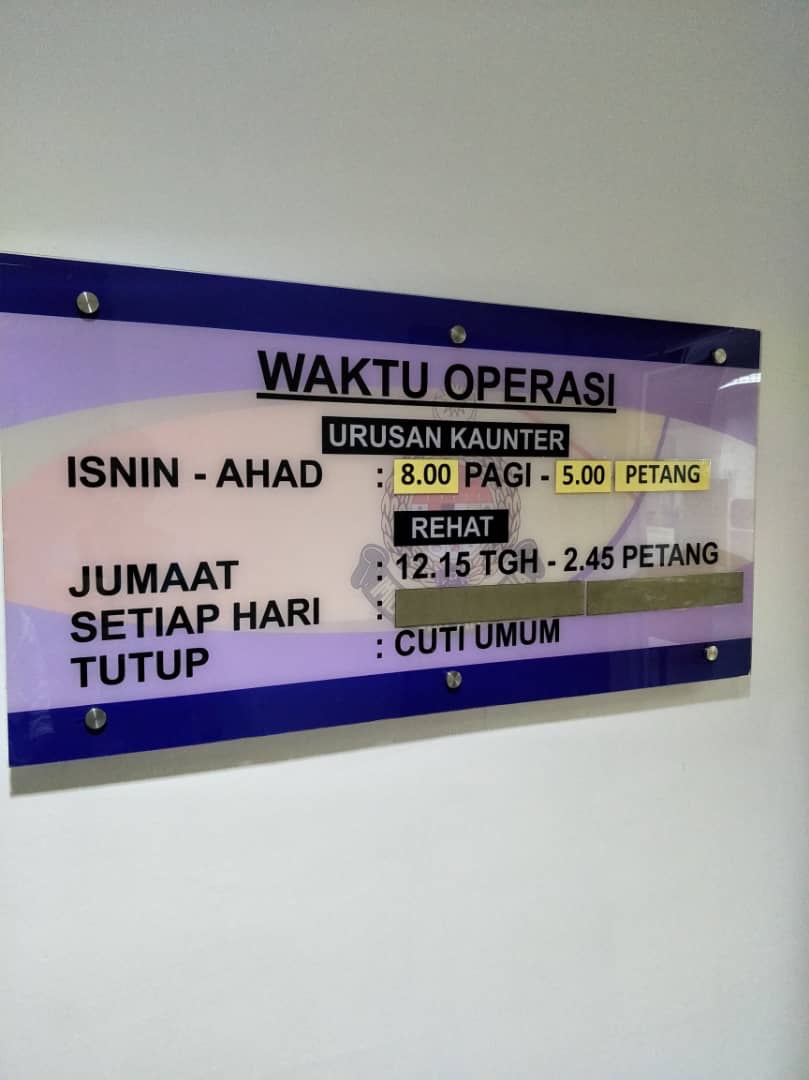 WAKTU OPERASI
URUSAN KAUNTER
ISNIN - AHAD : 8.00 PAGI - 5.00 PETANG
REHAT
JUMAAT : 12.15 TGH - 2.45 PETANG
SETIAP HARI :
TUTUP : CUTI UMUM